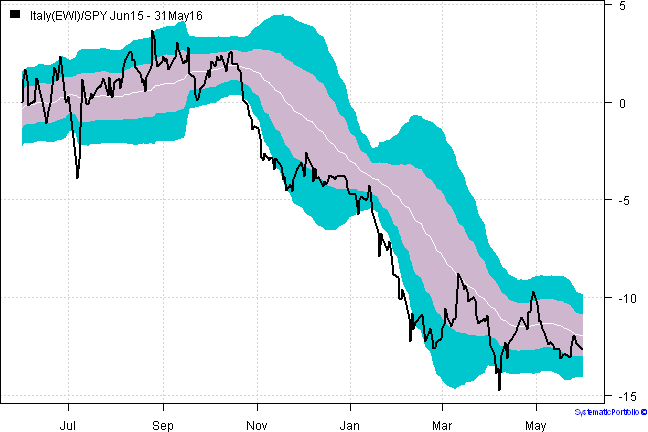 Italy(EWI)/SPY Jun15 - 31May16
5
0
-5
-10
-15
Jul Sep Nov Jan Mar May
SystematicPortfolio ©